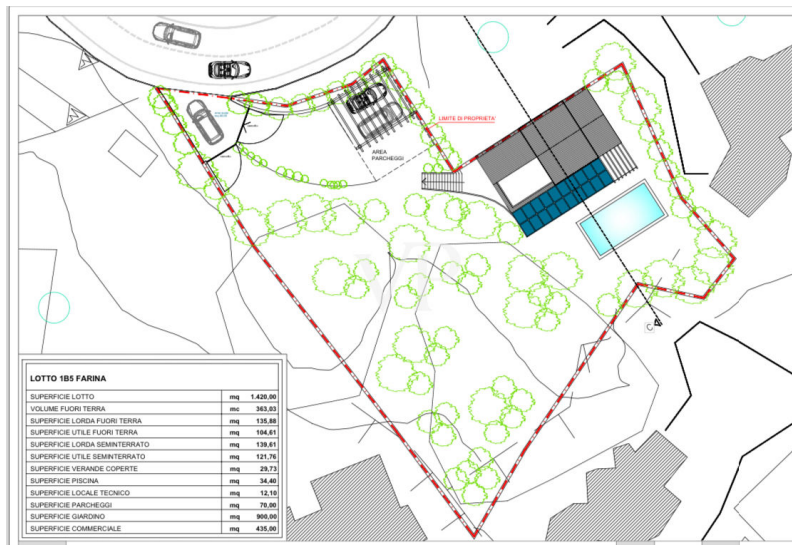 LIMITE DI PROPRIETA'
AREA
PARCHEGGI
C
VP
LOTTO 1B5 FARINA
SUPERFICIE LOTTO mq 1.420,00
VOLUME FUORI TERRA mc 363,03
SUPERFICIE LORDA FUORI TERRA mq 135,88
SUPERFICIE UTILE FUORI TERRA mq 104,61
SUPERFICIE LORDA SEMINTERRATO mq 139,61
SUPERFICIE UTILE SEMINTERRATO mq 121,76
SUPERFICIE VERANDE COPERTE mq 29,73
SUPERFICIE PISCINA mq 34,40
SUPERFICIE LOCALE TECNICO mq 12,10
SUPERFICIE PARCHEGGI mq 70,00
SUPERFICIE GIARDINO mq 900,00
SUPERFICIE COMMERCIALE mq 435,00